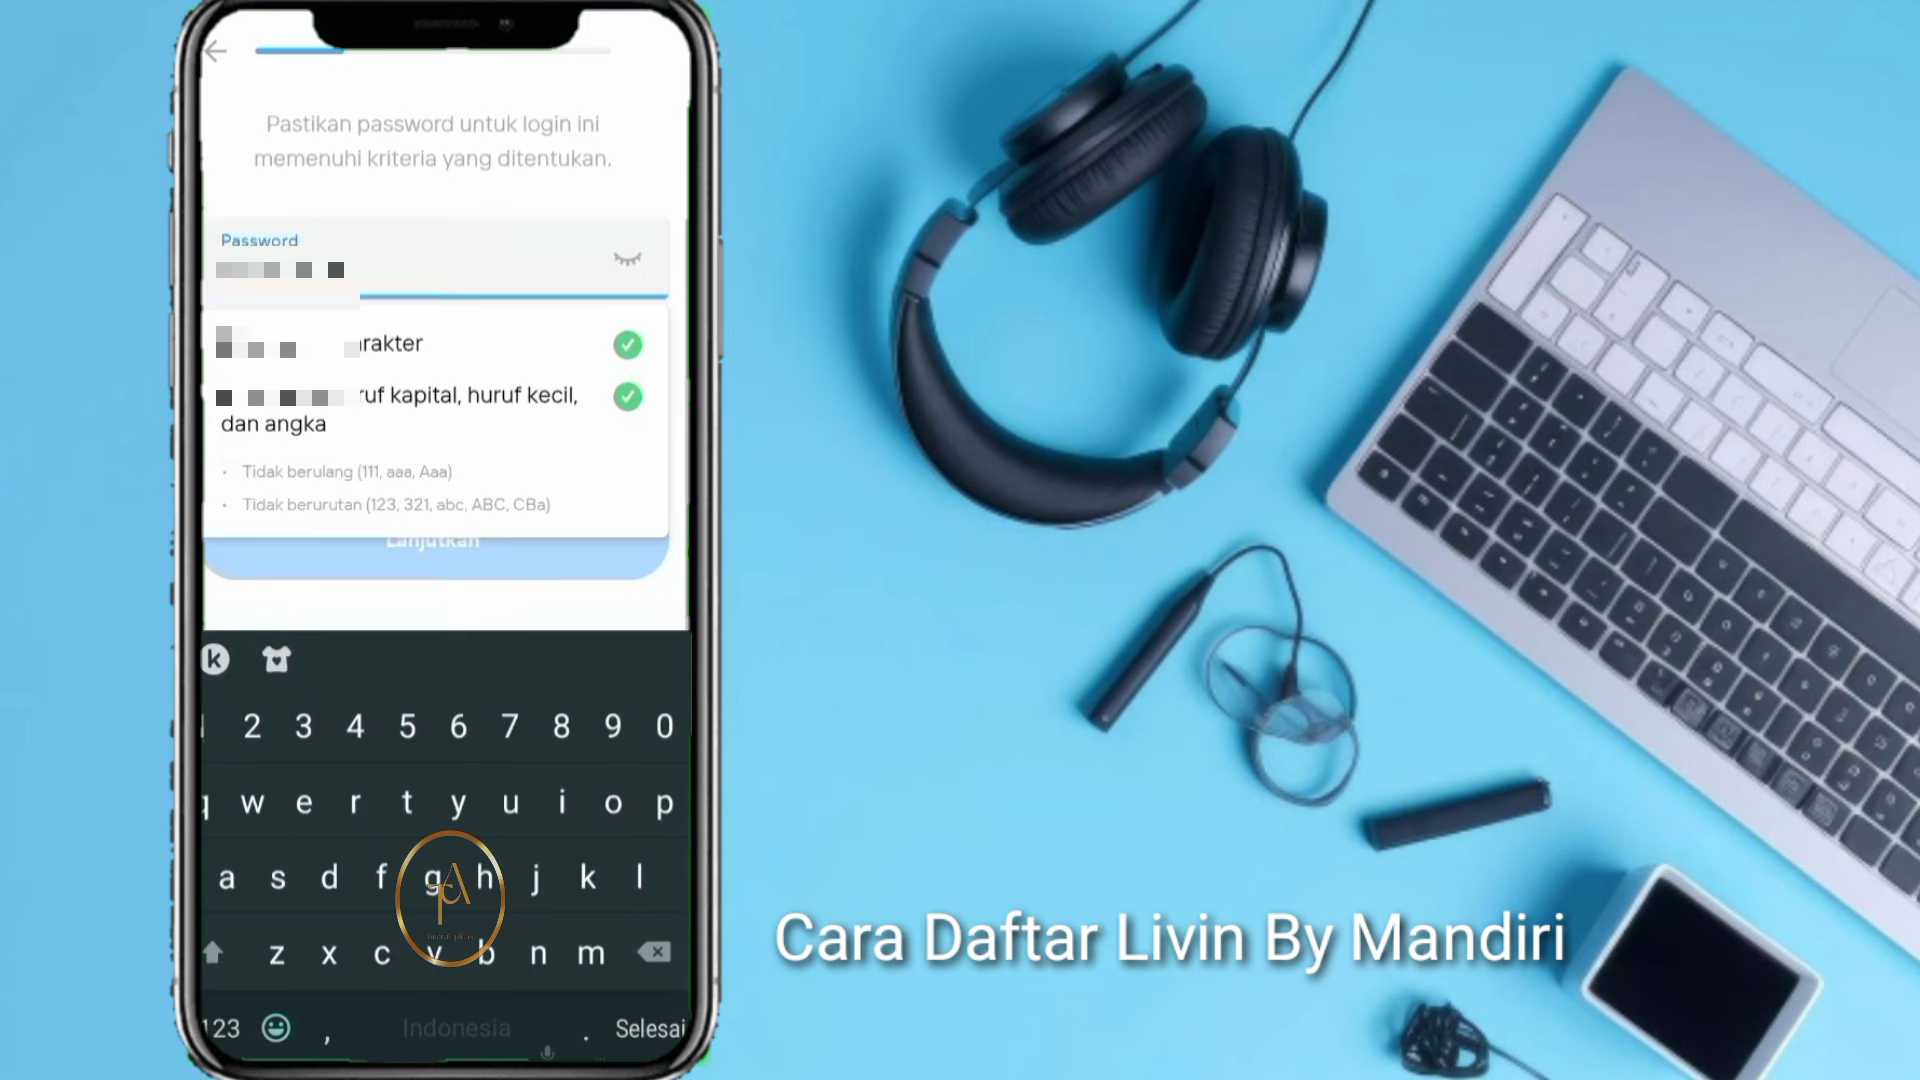 Pastikan password untuk login ini
memenuhi kriteria yang ditentukan.
Password
arakter
ruf kapital, huruf kecil,
dan angka
• Tidak berulang (111, aaa, Aaa)
• Tidak berurutan (123, 321, abc, ABC, CBa)
Lanjutkan
k
2 3 4 5 6 7 8 9 0
q w e r t y u i o p
a s d f g h j k l
z x c v b n m
123 , Indonesia . Selesai
Cara Daftar Livin By Mandiri